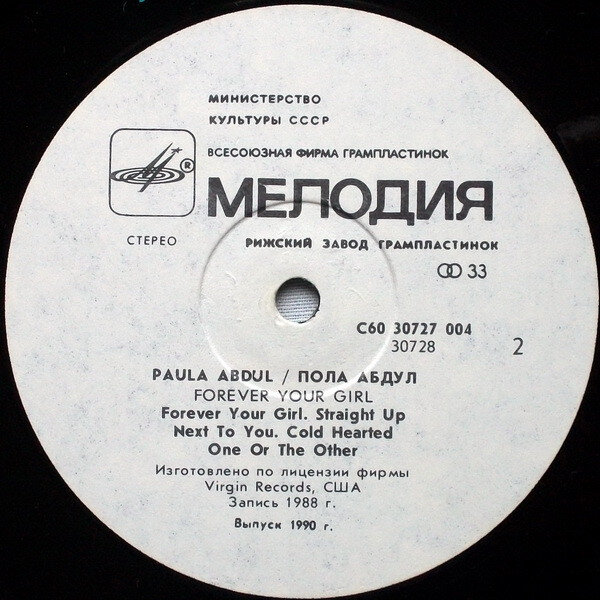 МИНИСТЕРСТВО
КУЛЬТУРЫ СССР
ВСЕСОЮЗНАЯ ФИРМА ГРАМПЛАСТИНОК
®
МЕЛОДИЯ
СТЕРЕО
РИЖСКИЙ ЗАВОД ГРАМПЛАСТИНОК
33
С60 30727 004
30728
2
PAULA ABDUL / ПОЛА АБДУЛ
FOREVER YOUR GIRL
Forever Your Girl. Straight Up
Next To You. Cold Hearted
One Or The Other
Изготовлено по лицензии фирмы
Virgin Records, США
Запись 1988 г.
Выпуск 1990 г.